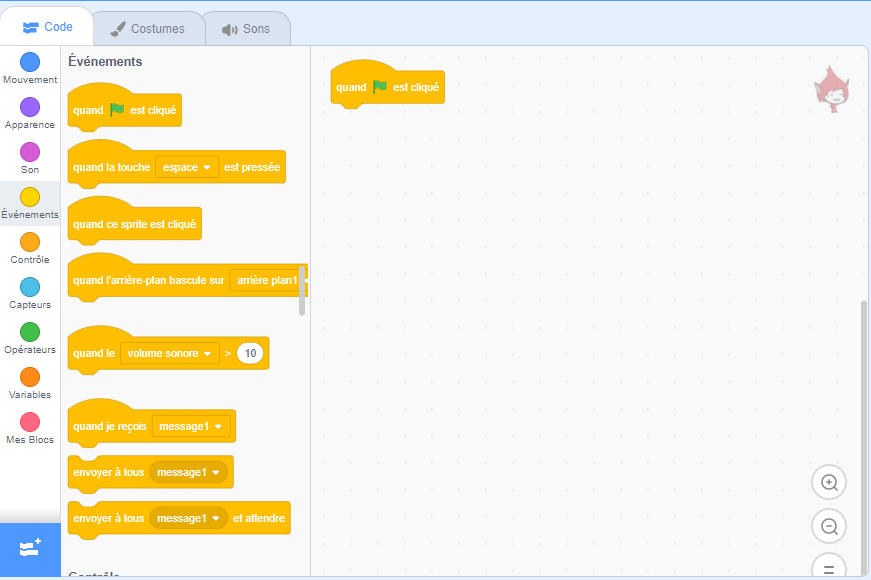 Code
Costumes
Sons
Mouvement
Apparence
Son
Événements
Contrôle
Capteurs
Opérateurs
Variables
Mes Blocs
Événements
quand est cliqué
quand la touche espace est pressée
quand ce sprite est cliqué
quand l'arrière-plan bascule sur arrière plan1
quand le volume sonore > 10
quand je reçois message1
envoyer à tous message1
envoyer à tous message1 et attendre
Contrôle
quand est cliqué